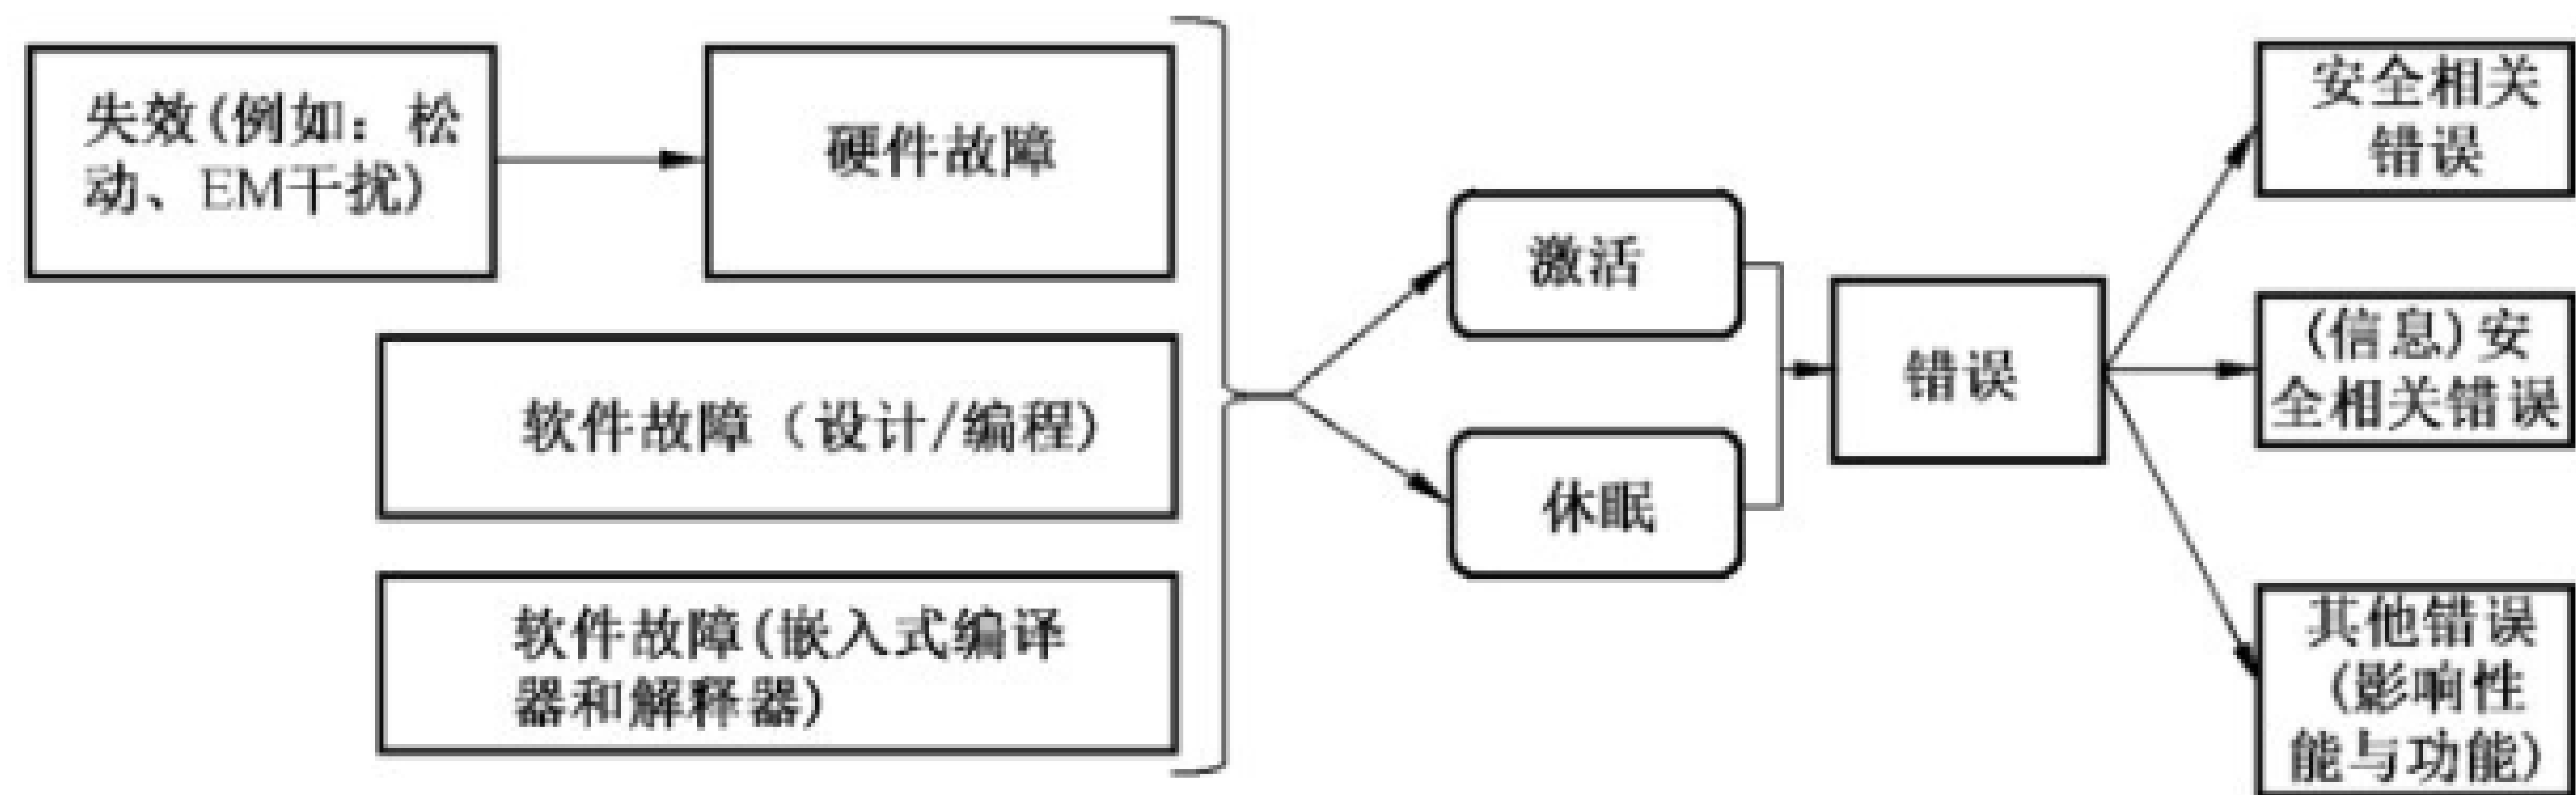 失效(例如：松
动、EM干扰)
硬件故障
软件故障（设计/编程)
软件故障(嵌入式编译
器和解释器)
激活
休眠
错误
安全相关
错误
(信息)安
全相关错误
其他错误
(影响性
能与功能)